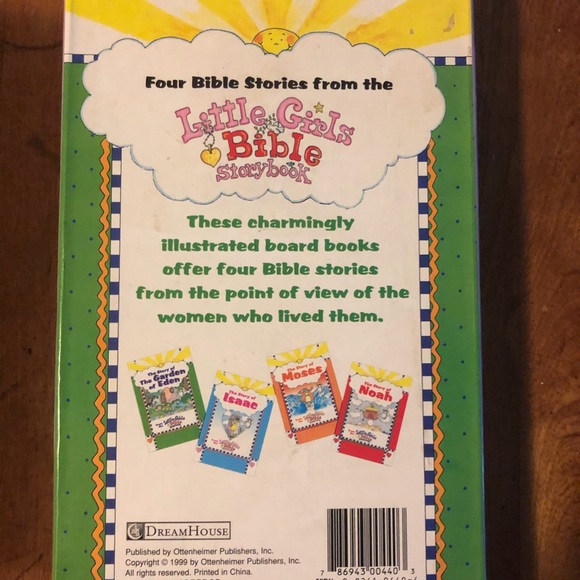 Four Bible Stories from the
Little Girls
Bible
Storybook
These charmingly
illustrated board books
offer four Bible stories
from the point of view of the
women who lived them.
The Story of
The Garden
of Eden
The Story of
Isaac
The Story of
Moses
The Story of
Noah
DREAMHOUSE
Published by Ottenheimer Publishers, Inc.
Copyright © 1999 by Ottenheimer Publishers, Inc.
All rights reserved. Printed in China.
7 86943 00440 3